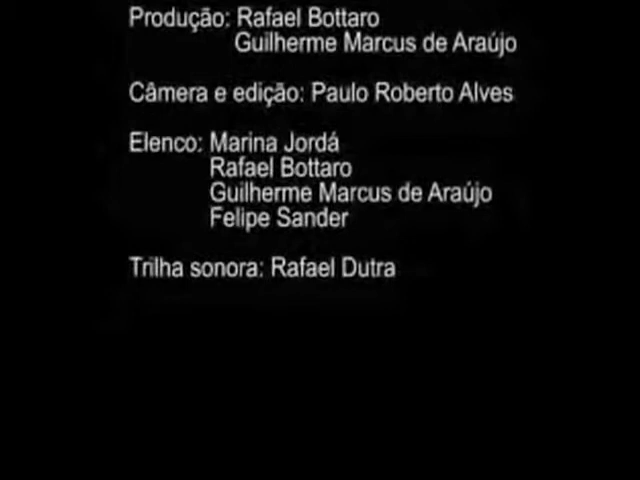 Produção: Rafael Bottaro
Guilherme Marcus de Araújo
Câmera e edição: Paulo Roberto Alves
Elenco: Marina Jordá
Rafael Bottaro
Guilherme Marcus de Araújo
Felipe Sander
Trilha sonora: Rafael Dutra